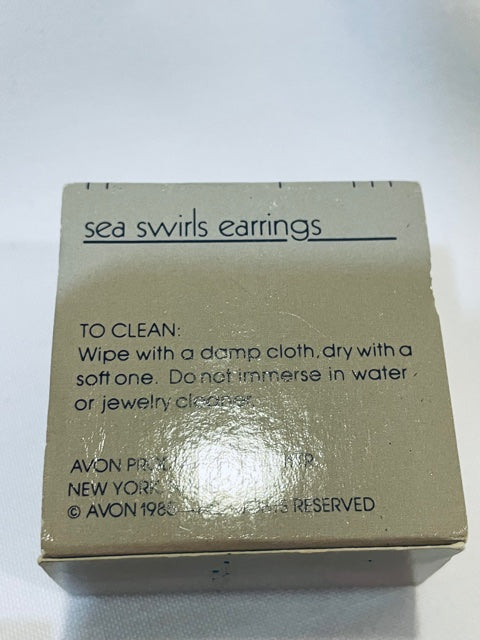 sea swirls earrings
TO CLEAN:
Wipe with a damp cloth, dry with a
soft one. Do not immerse in water
or jewelry cleaner.
AVON
NEW YORK
© AVON RESERVED